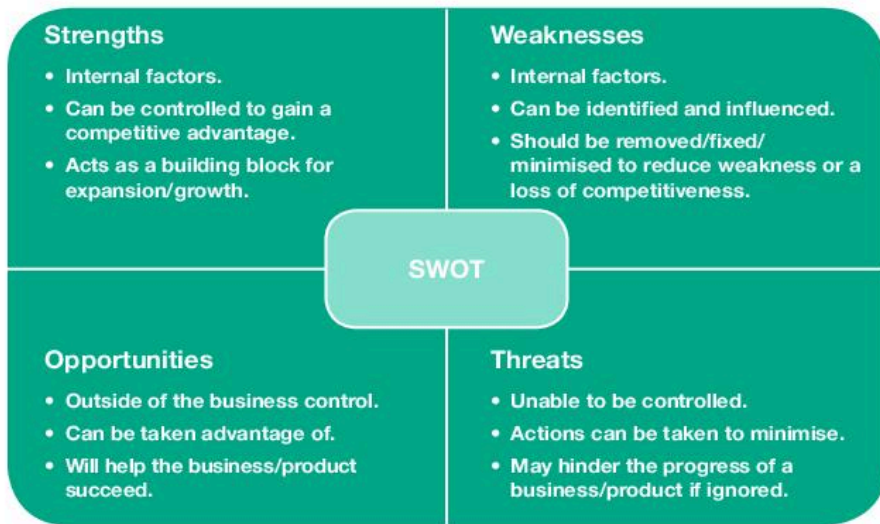 Strengths
• Internal factors.
• Can be controlled to gain a
competitive advantage.
• Acts as a building block for
expansion/growth.
Weaknesses
• Internal factors.
• Can be identified and influenced.
• Should be removed/fixed/
minimised to reduce weakness or a
loss of competitiveness.
SWOT
Opportunities
• Outside of the business control.
• Can be taken advantage of.
• Will help the business/product
succeed.
Threats
• Unable to be controlled.
• Actions can be taken to minimise.
• May hinder the progress of a
business/product if ignored.